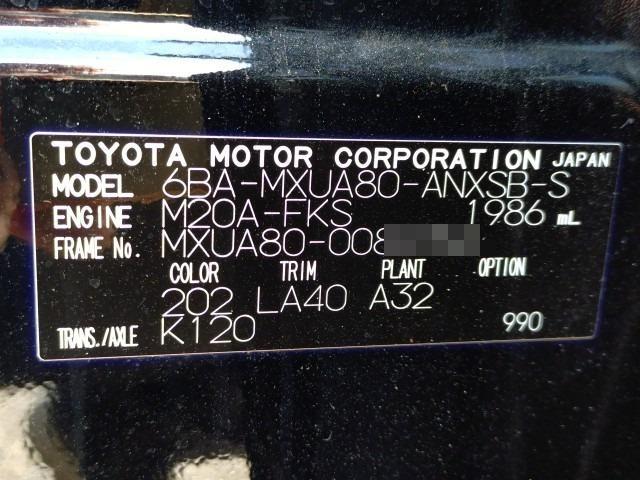 TOYOTA MOTOR CORPORATION JAPAN
MODEL 6BA-MXUA80-ANXSB-S
ENGINE M20A-FKS 1986 mL
FRAME No. MXUA80-008
COLOR TRIM PLANT OPTION
202 LA40 A32
TRANS./AXLE K120 990